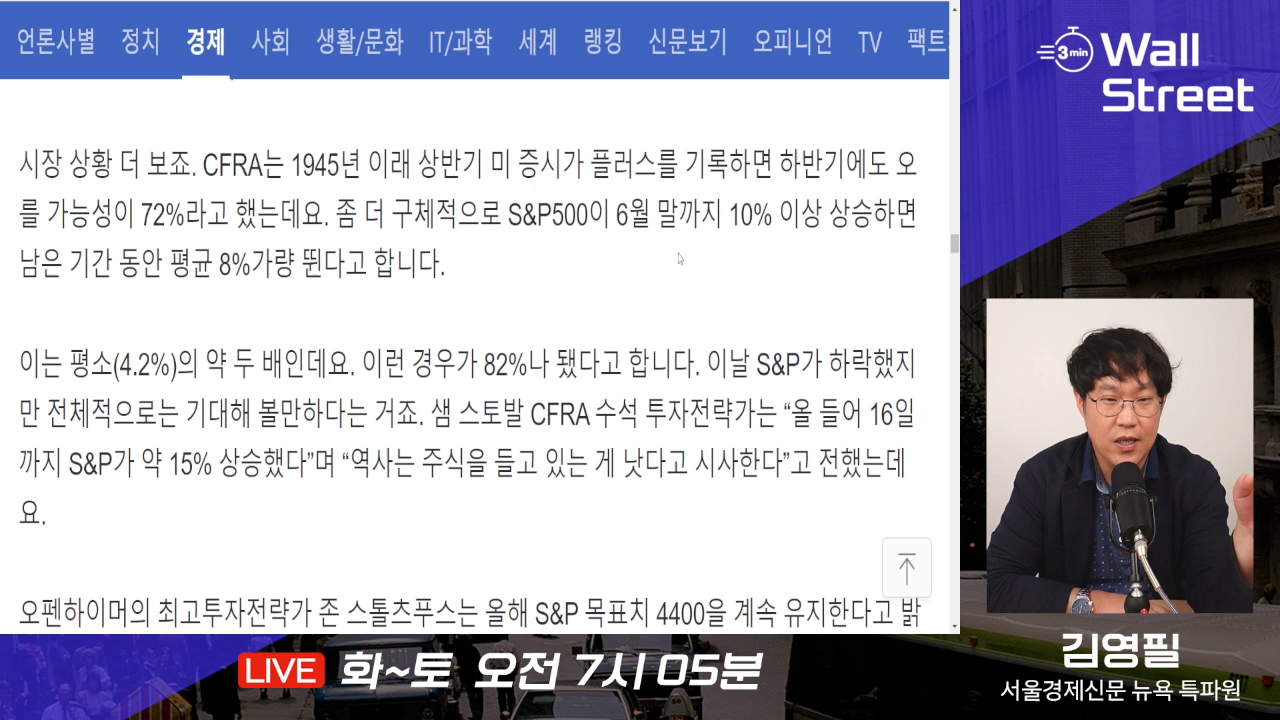 언론사별 정치 경제 사회 생활/문화 IT/과학 세계 랭킹 신문보기 오피니언 TV 팩트
3min Wall
Street
시장 상황 더 보죠. CFRA는 1945년 이래 상반기 미 증시가 플러스를 기록하면 하반기에도 오
를 가능성이 72%라고 했는데요. 좀 더 구체적으로 S&P500이 6월 말까지 10% 이상 상승하면
남은 기간 동안 평균 8%가량 뛴다고 합니다.
이는 평소(4.2%)의 약 두 배인데요. 이런 경우가 82%나 됐다고 합니다. 이날 S&P가 하락했지
만 전체적으로는 기대해 볼만하다는 거죠. 샘 스토발 CFRA 수석 투자전략가는 “올 들어 16일
까지 S&P가 약 15% 상승했다”며 “역사는 주식을 들고 있는 게 낫다고 시사한다”고 전했는데
요.
오펜하이머의 최고투자전략가 존 스톨츠푸스는 올해 S&P 목표치 4400을 계속 유지한다고 밝
LIVE 화~토 오전 7시 05분
김영필
서울경제신문 뉴욕 특파원